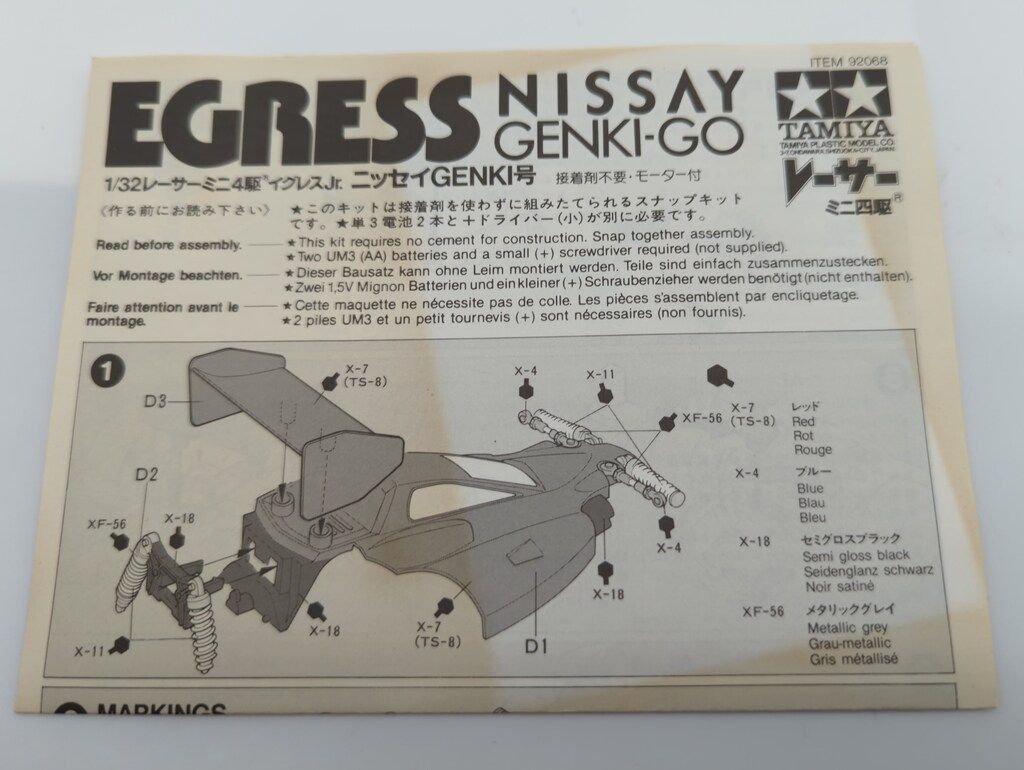 ITEM 92068
EGRESS NISSAY
GENKI-GO
TAMIYA
TAMIYA PLASTIC MODEL CO.
3-7, ONDAWARA, SHIZUOKA-CITY, JAPAN.
レーサー
ミニ四駆®
1/32レーサーミニ4駆® イグレスJr. ニッセイGENKI号 接着剤不要・モーター付
《作る前にお読み下さい》 ★このキットは接着剤を使わずに組みたてられるスナップキット
です。★単3電池2本と+ドライバー(小)が別に必要です。
Read before assembly. ★This kit requires no cement for construction. Snap together assembly.
★Two UM3 (AA) batteries and a small (+) screwdriver required (not supplied).
Vor Montage beachten. ★Dieser Bausatz kann ohne Leim montiert werden. Teile sind einfach zusammenzustecken.
★Zwei 1,5V Mignon Batterien und ein kleiner (+) Schraubenzieher werden benötigt (nicht enthalten).
Faire attention avant le
montage. ★Cette maquette ne nécessite pas de colle. Les pièces s'assemblent par encliquetage.
★2 piles UM3 et un petit tournevis (+) sont nécessaires (non fournis).
1
D3
X-7
(TS-8)
X-4
X-11
XF-56
X-4
X-18
D2
XF-56
X-18
X-11
X-18
X-7
(TS-8)
D1
X-7
(TS-8)
レッド
Red
Rot
Rouge
X-4 ブルー
Blue
Blau
Bleu
X-18 セミグロスブラック
Semi gloss black
Seidenglanz schwarz
Noir satiné
XF-56 メタリックグレイ
Metallic grey
Grau-metallic
Gris métallisé
MARKINGS